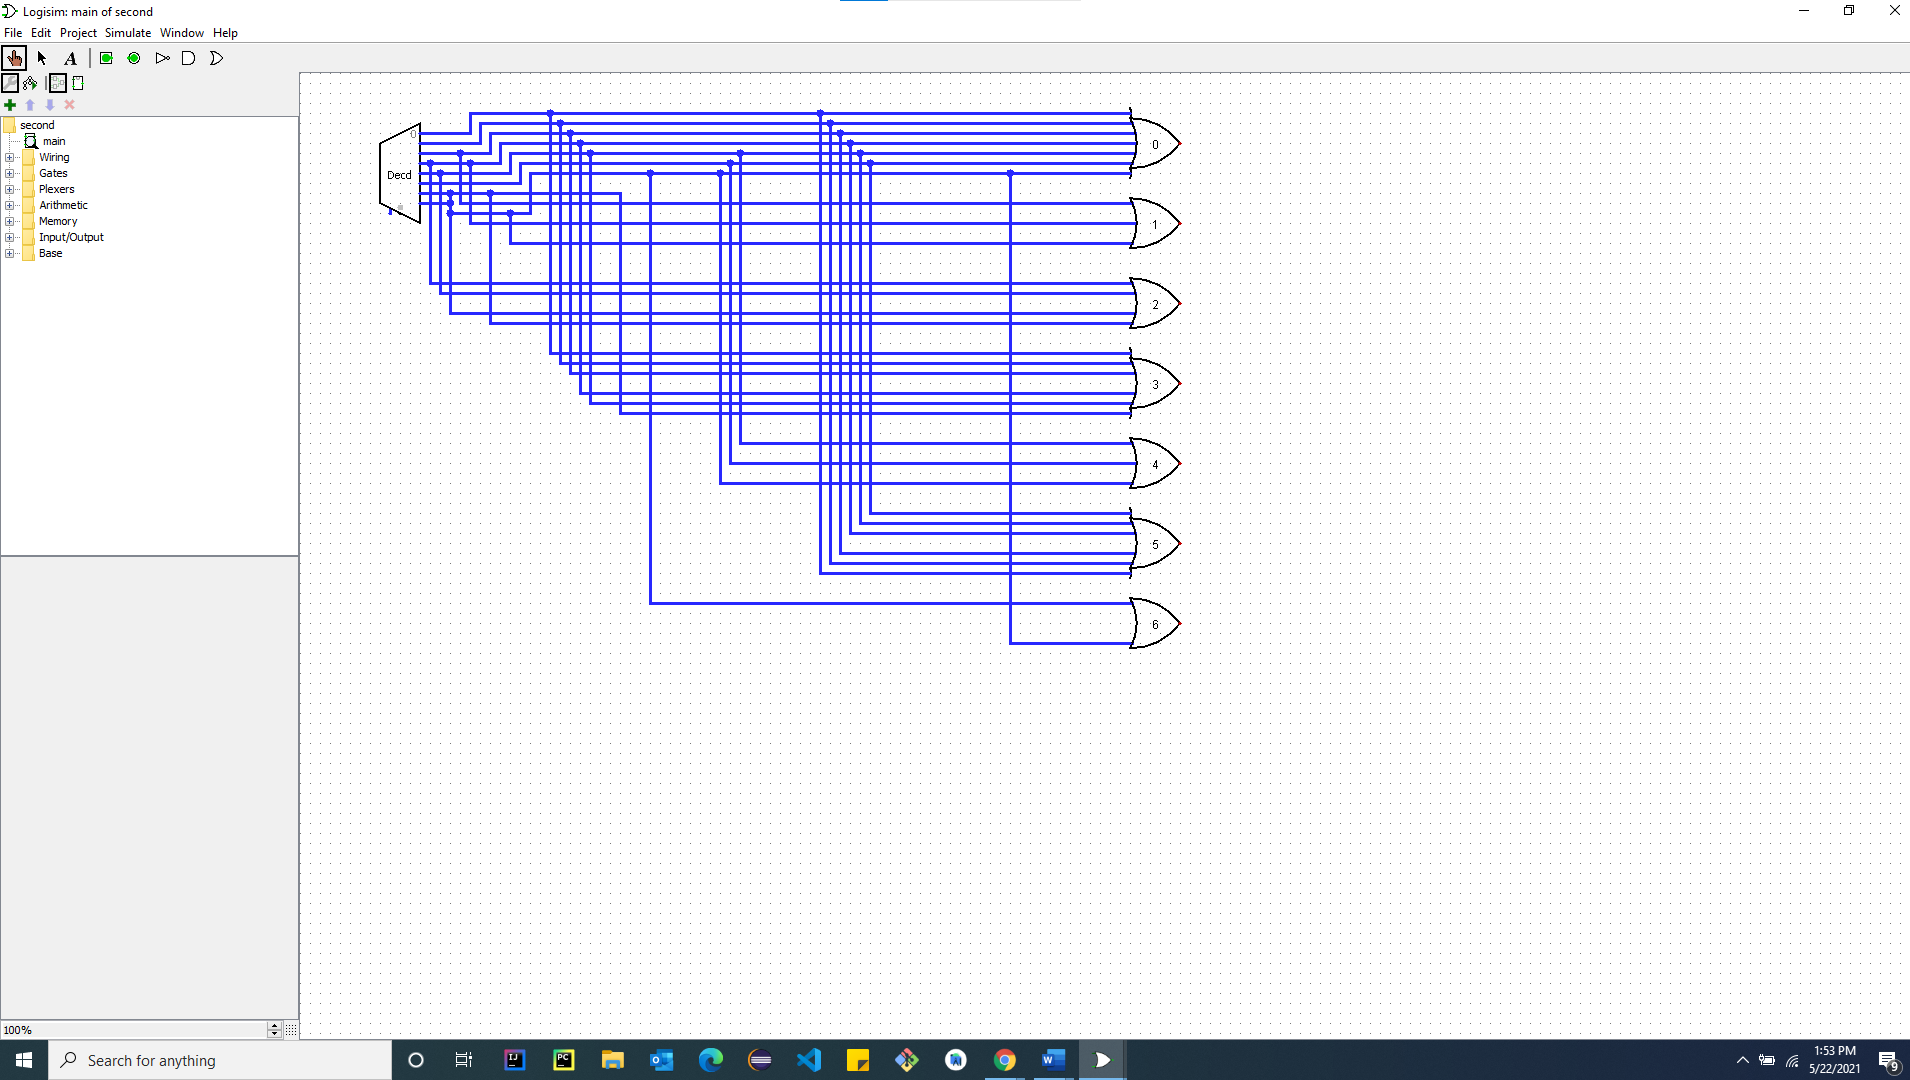 Logisim: main of second
File Edit Project Simulate Window Help
A
second
main
Wiring
Gates
Plexers
Arithmetic
Memory
Input/Output
Base
0
Decd
0
1
2
3
4
5
6
100%
Search for anything
1:53 PM
5/22/2021
9